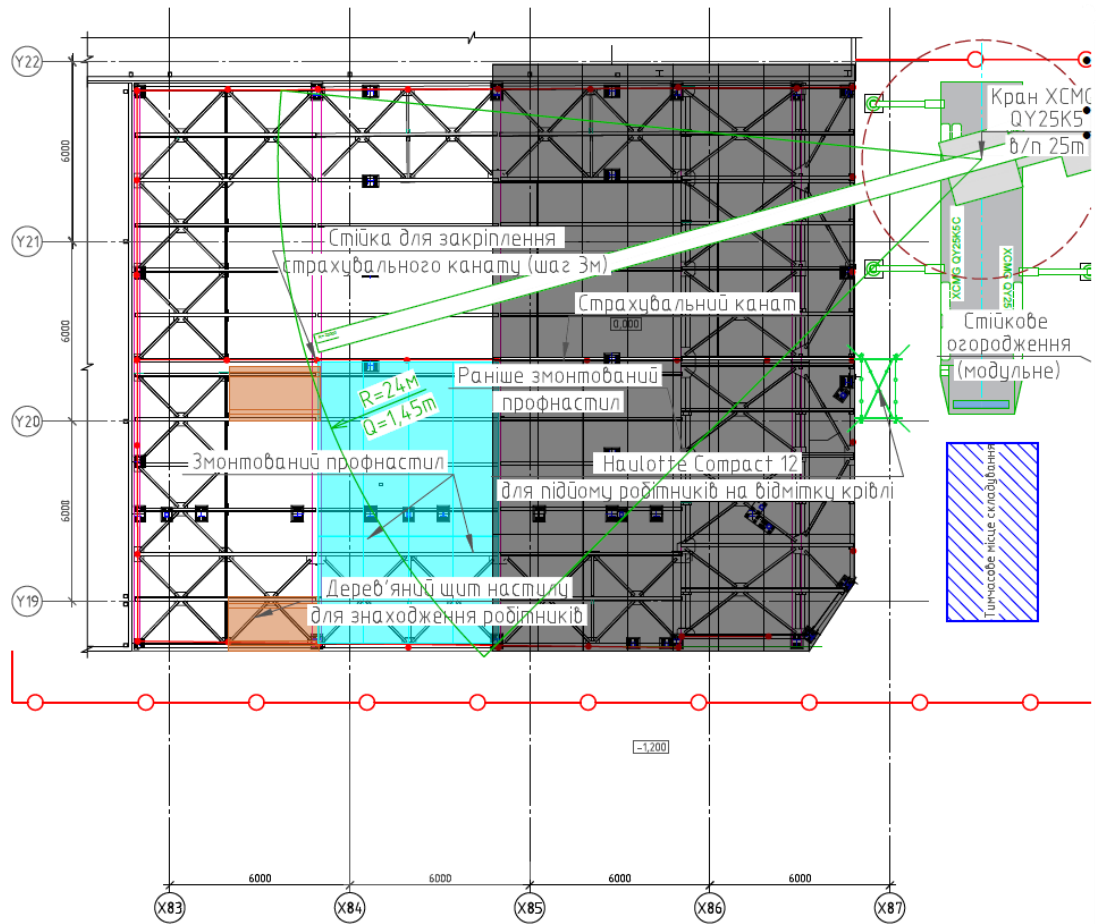 Y22
Кран XCMG
QY25K5
в/п 25т
6000
Y21
Стійка для закріплення
страхувального канату (шаг 3м)
XCMG QY25K5C
XCMG QY25
Страхувальний канат
0,000
Стійкове
огородження
(модульне)
6000
Раніше змонтований
профнастил
R=24м
Q=1,45т
Y20
Змонтований профнастил
Haulotte Compact 12
для підйому робітників на відмітку крівлі
6000
Тимчасове місце складування
Y19
Дерев'яний щит настилу
для знаходження робітників
-1,200
6000
6000
6000
6000
X83
X84
X85
X86
X87